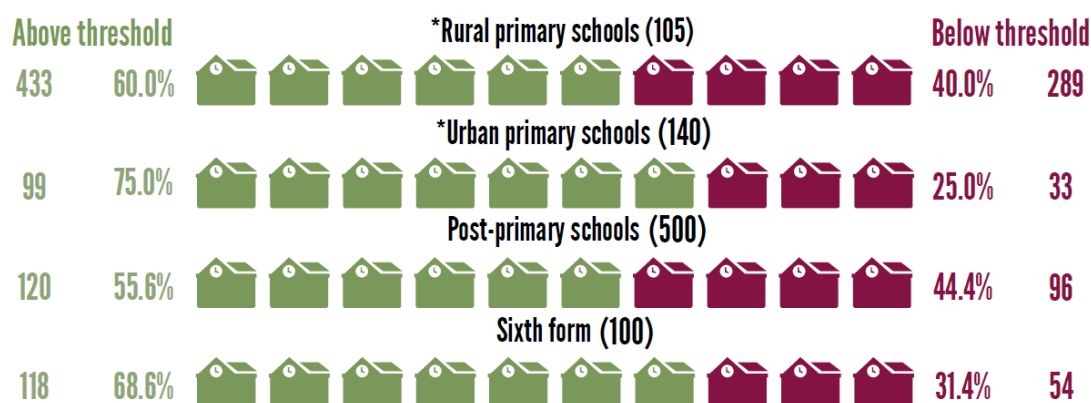 Above threshold *Rural primary schools (105) Below threshold
433 60.0% 40.0% 289
*Urban primary schools (140)
99 75.0% 25.0% 33
Post-primary schools (500)
120 55.6% 44.4% 96
Sixth form (100)
118 68.6% 31.4% 54